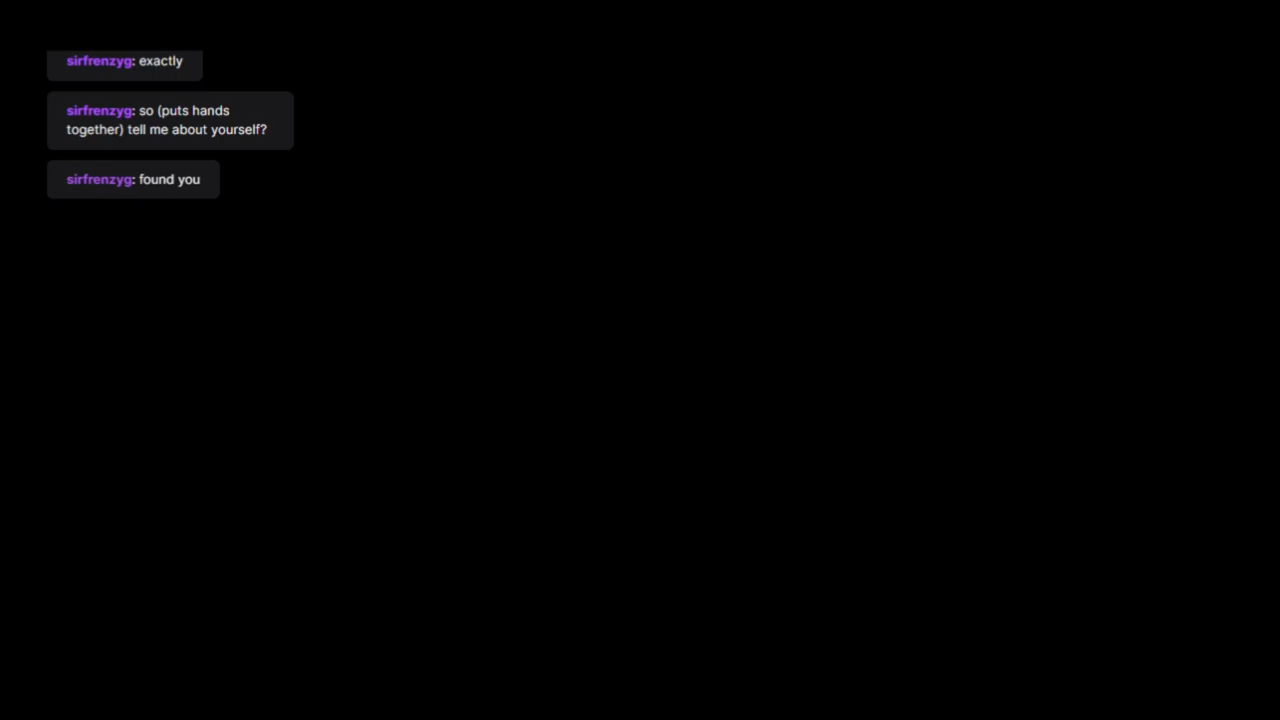 sirfrenzyg: exactly
sirfrenzyg: so (puts hands
together) tell me about yourself?
sirfrenzyg: found you